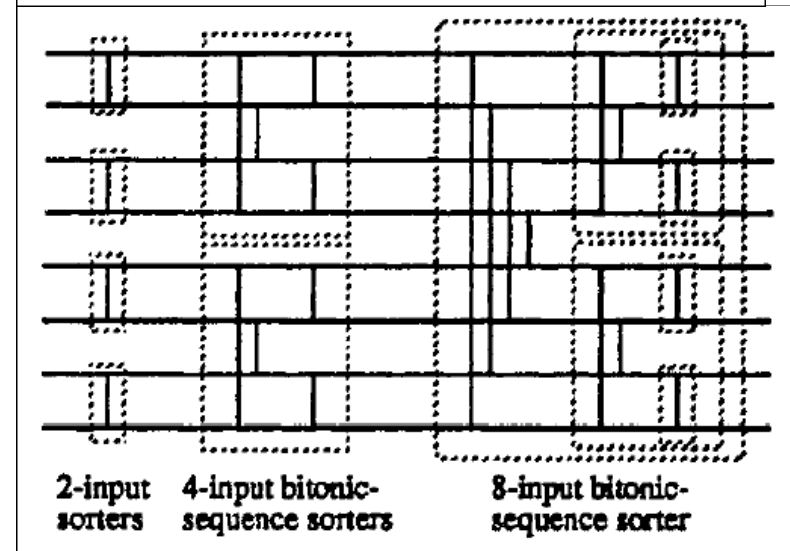 2-input
sorters
4-input bitonic-
sequence sorters
8-input bitonic-
sequence sorter